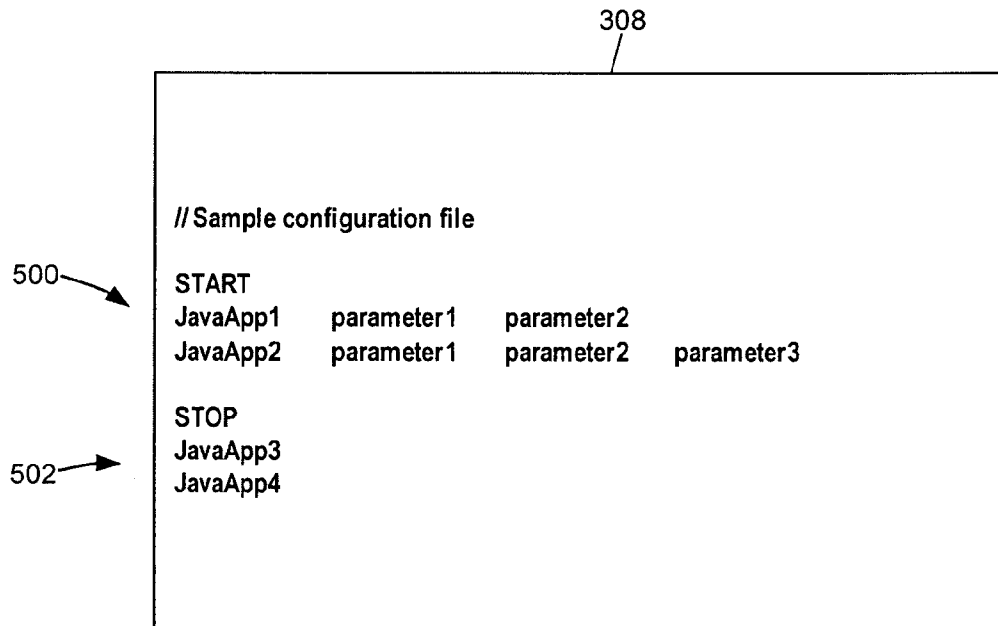 308
// Sample configuration file
500
START
JavaApp1 parameter1 parameter2
JavaApp2 parameter1 parameter2 parameter3
STOP
502
JavaApp3
JavaApp4